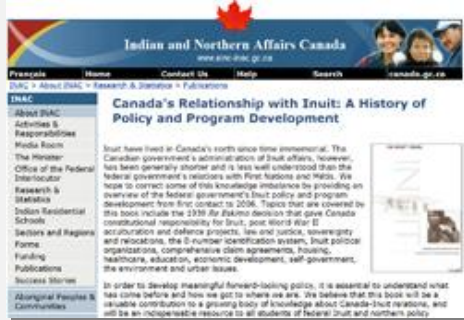 Indian and Northern Affairs Canada
www.ainc-inac.gc.ca
Français Home Contact Us Help Search canada.gc.ca
INAC > About INAC > Research & Statistics > Publications
INAC
About INAC
Activities &
Responsibilities
Media Room
The Minister
Office of the Federal
Interlocutor
Research &
Statistics
Indian Residential
Schools
Sectors and Regions
Forms
Funding
Publications
Success Stories
Aboriginal Peoples &
Communities
Canada's Relationship with Inuit: A History of
Policy and Program Development
Inuit have lived in Canada's north since time immemorial. The
Canadian government's administration of Inuit affairs, however,
has been generally shorter and is less well understood than the
federal government's relations with First Nations and Métis. We
hope to correct some of this knowledge imbalance by providing an
overview of the federal government's Inuit policy and program
development from first contact to 2006. Topics that are covered by
this book include the 1939 Re Eskimo decision that gave Canada
constitutional responsibility for Inuit, post World War II
acculturation and defence projects, law and justice, sovereignty
and relocations, the E-number identification system, Inuit political
organizations, comprehensive claim agreements, housing,
healthcare, education, economic development, self-government,
the environment and urban issues.
In order to develop meaningful forward-looking policy, it is essential to understand what
has come before and how we got to where we are. We believe that this book will be a
valuable contribution to a growing body of knowledge about Canada-Inuit relations, and
will be an indispensable resource to all students of federal Inuit and northern policy